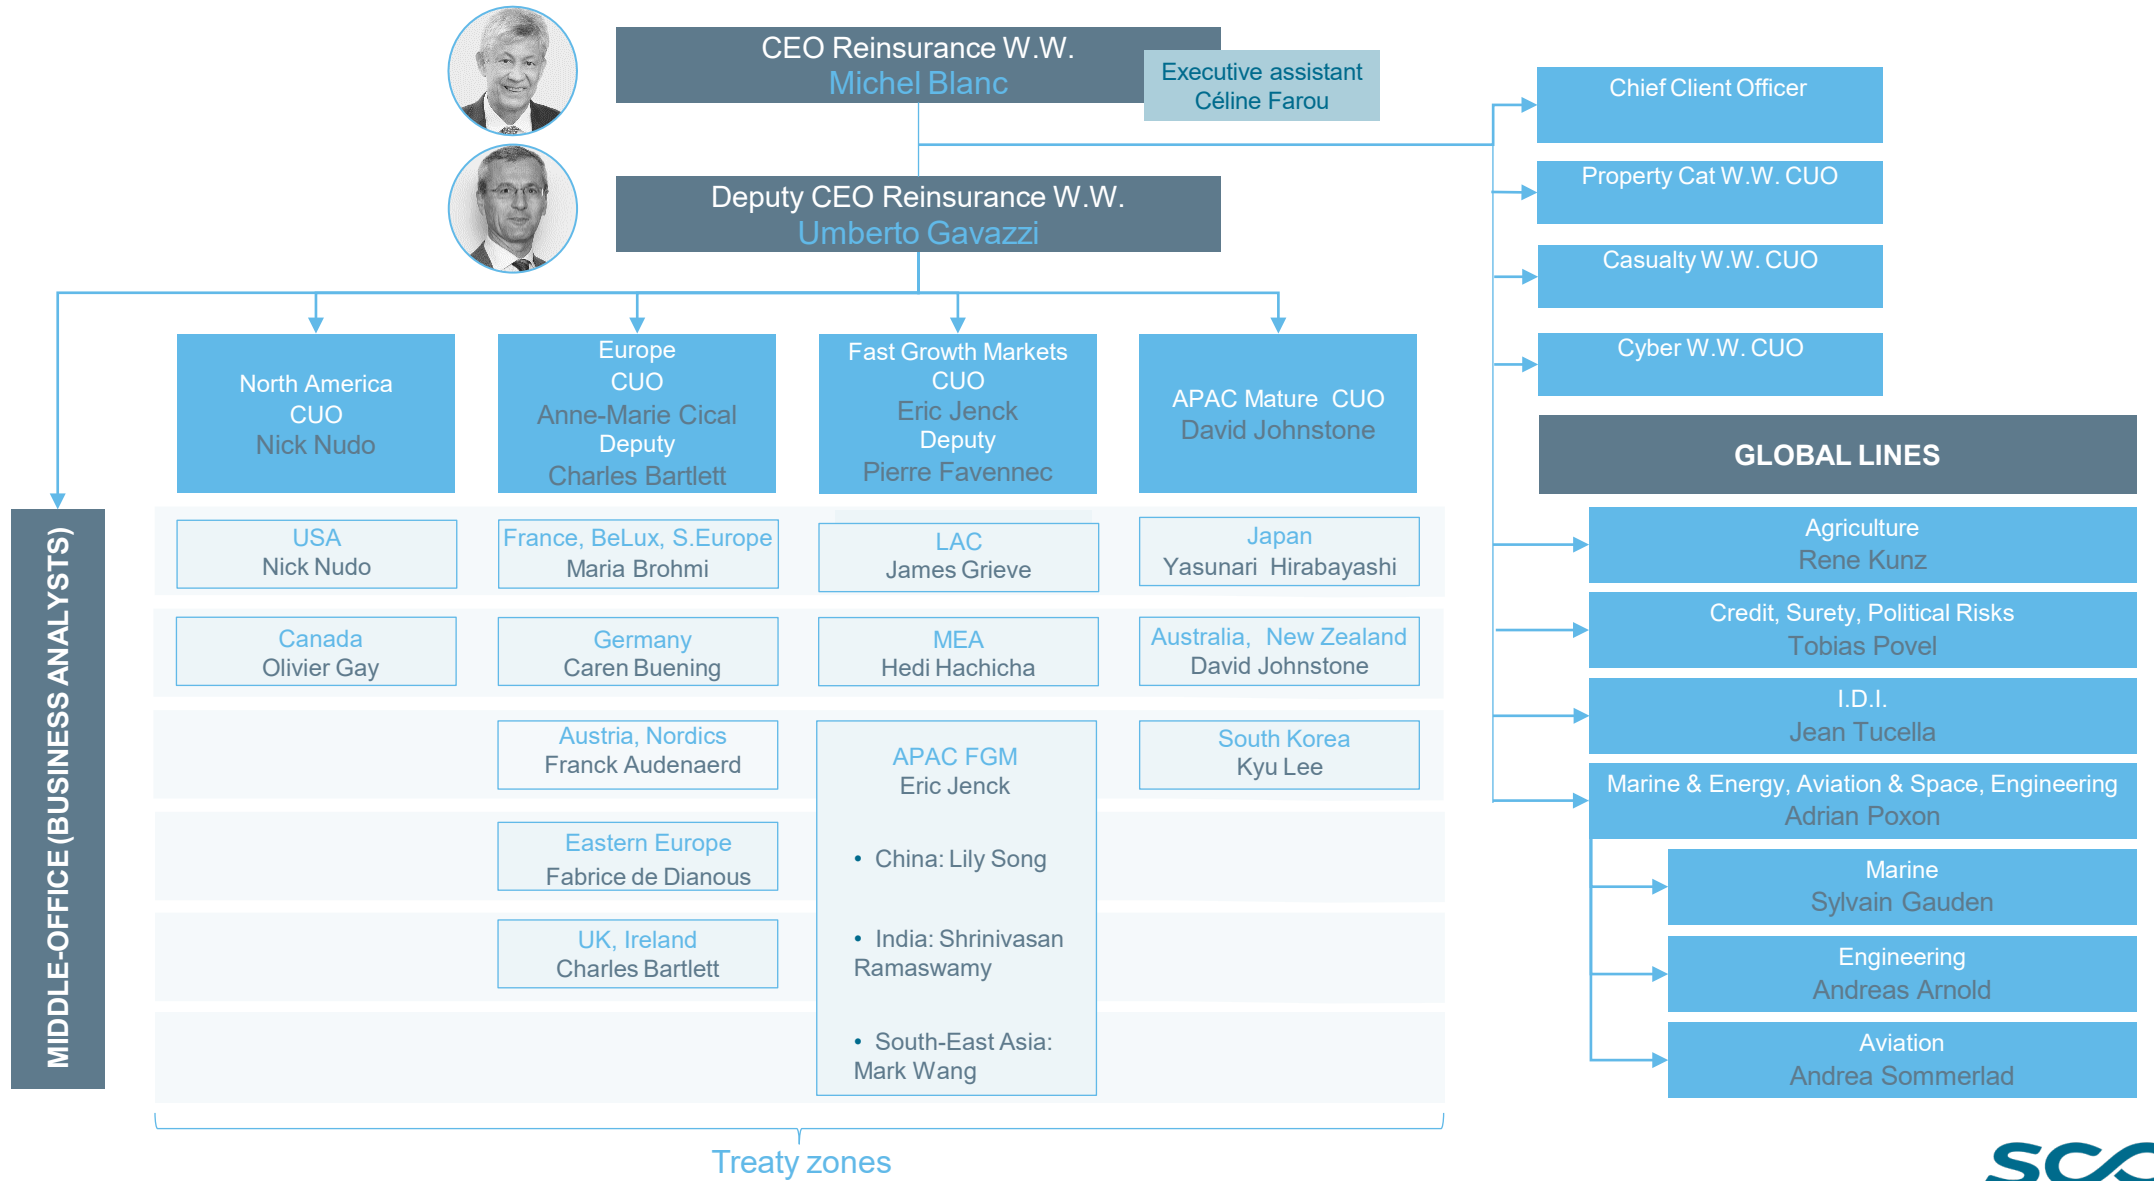 CEO Reinsurance W.W.
Michel Blanc
Executive assistant
Céline Farou
Deputy CEO Reinsurance W.W.
Umberto Gavazzi
Chief Client Officer
Property Cat W.W. CUO
Casualty W.W. CUO
Cyber W.W. CUO
North America
CUO
Nick Nudo
Europe
CUO
Anne-Marie Cical
Deputy
Charles Bartlett
Fast Growth Markets
CUO
Eric Jenck
Deputy
Pierre Favennec
APAC Mature CUO
David Johnstone
MIDDLE-OFFICE (BUSINESS ANALYSTS)
USA
Nick Nudo
Canada
Olivier Gay
France, BeLux, S.Europe
Maria Brohmi
Germany
Caren Buening
Austria, Nordics
Franck Audenaerd
Eastern Europe
Fabrice de Dianous
UK, Ireland
Charles Bartlett
LAC
James Grieve
MEA
Hedi Hachicha
APAC FGM
Eric Jenck
• China: Lily Song
• India: Shrinivasan
Ramaswamy
• South-East Asia:
Mark Wang
Japan
Yasunari Hirabayashi
Australia, New Zealand
David Johnstone
South Korea
Kyu Lee
Treaty zones
GLOBAL LINES
Agriculture
Rene Kunz
Credit, Surety, Political Risks
Tobias Povel
I.D.I.
Jean Tucella
Marine & Energy, Aviation & Space, Engineering
Adrian Poxon
Marine
Sylvain Gauden
Engineering
Andreas Arnold
Aviation
Andrea Sommerlad